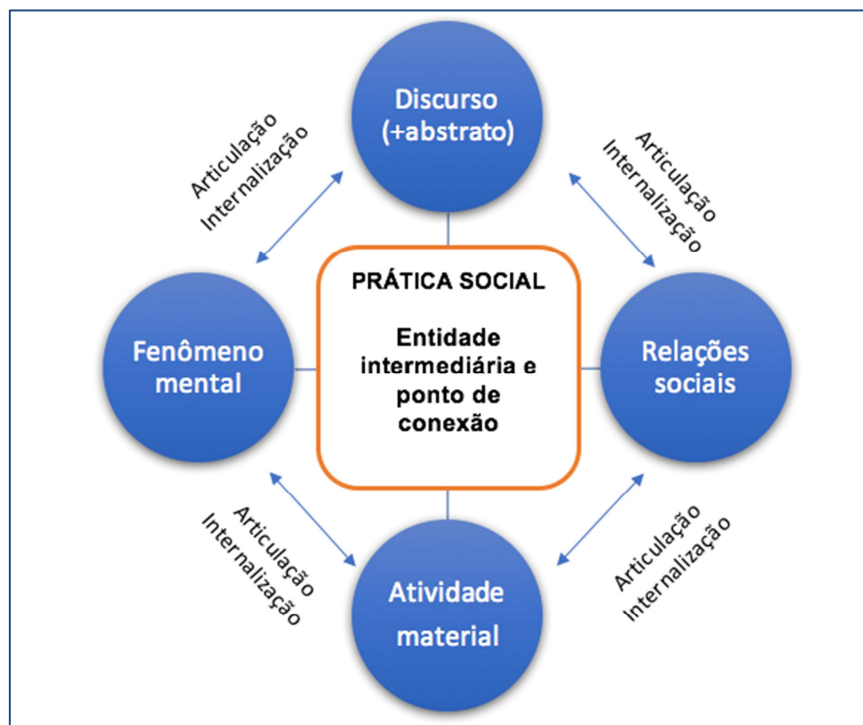 Discurso
(+abstrato)
Articulação
Internalização
Articulação
Internalização
PRÁTICA SOCIAL
Entidade
intermediária e
ponto de
conexão
Fenômeno
mental
Relações
sociais
Articulação
Internalização
Articulação
Internalização
Atividade
material